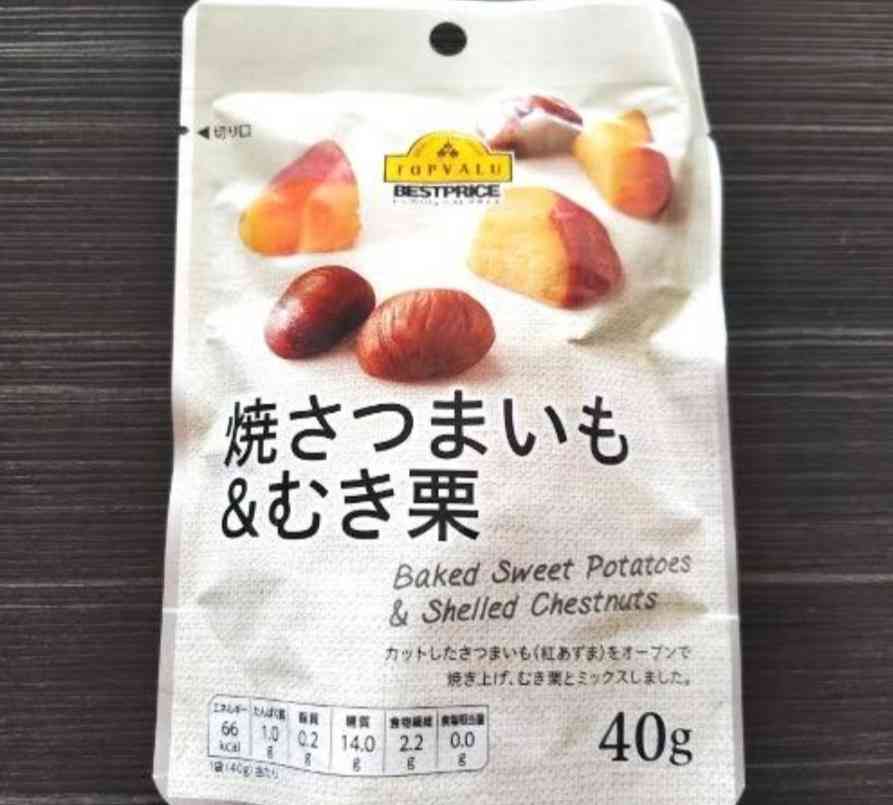 ◀切り口
TOPVALU
BESTPRICE
焼さつまいも
&むき栗
Baked Sweet Potatoes
& Shelled Chestnuts
カットしたさつまいも(紅あずま)をオーブンで
焼き上げ、むき栗とミックスしました。
エネルギー たんぱく質 脂質 糖質 食物繊維 食塩相当量
66 kcal 1.0 g 0.2 g 14.0 g 2.2 g 0.0 g
1袋(40g)当たり
40g